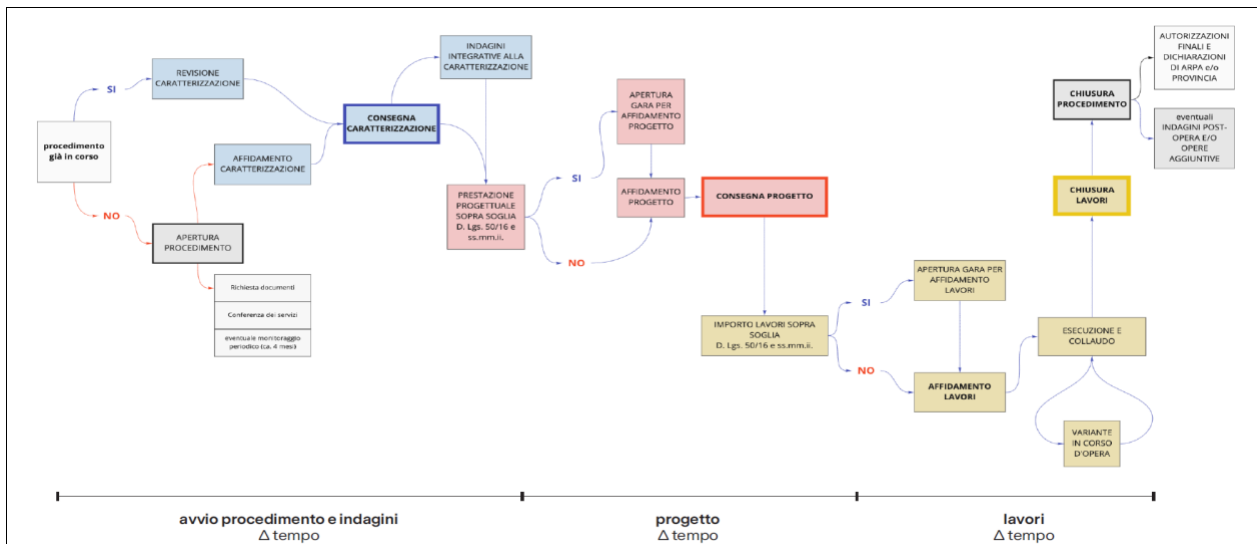 procedimento
già in corso
SI
NO
REVISIONE
CARATTERIZZAZIONE
AFFIDAMENTO
CARATTERIZZAZIONE
APERTURA
PROCEDIMENTO
Richiesta documenti
Conferenza dei servizi
eventuale monitoraggio
periodico (ca. 4 mesi)
CONSEGNA
CARATTERIZZAZIONE
INDAGINI
INTEGRATIVE ALLA
CARATTERIZZAZIONE
PRESTAZIONE
PROGETTUALE
SOPRA SOGLIA
D. Lgs. 50/16 e
ss.mm.ii.
SI
NO
APERTURA
GARA PER
AFFIDAMENTO
PROGETTO
AFFIDAMENTO
PROGETTO
CONSEGNA PROGETTO
IMPORTO LAVORI SOPRA
SOGLIA
D. Lgs. 50/16 e ss.mm.ii.
SI
NO
APERTURA GARA PER
AFFIDAMENTO
LAVORI
AFFIDAMENTO
LAVORI
ESECUZIONE E
COLLAUDO
VARIANTE
IN CORSO
D'OPERA
CHIUSURA
LAVORI
CHIUSURA
PROCEDIMENTO
AUTORIZZAZIONI
FINALI E
DICHIARAZIONI
DI ARPA e/o
PROVINCIA
eventuali
INDAGINI POST-
OPERA E/O
OPERE
AGGIUNTIVE
avvio procedimento e indagini
Δ tempo
progetto
Δ tempo
lavori
Δ tempo